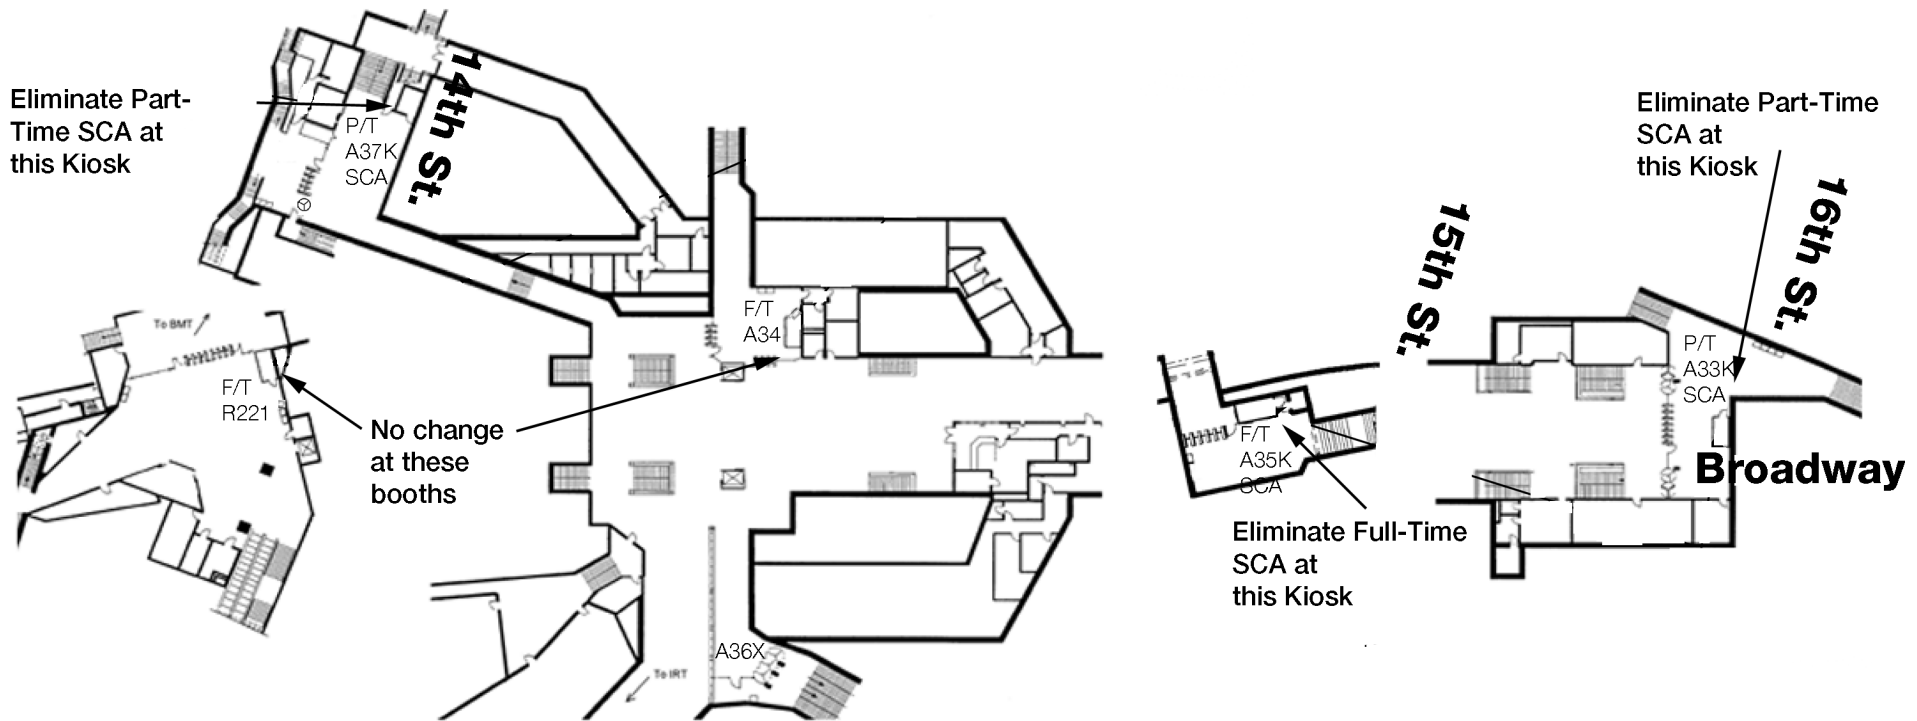 Eliminate Part-
Time SCA at
this Kiosk
P/T
A37K
SCA
14th St.
To BMT
F/T
R221
No change
at these
booths
F/T
A34
A36X
To IRT
F/T
A35K
SCA
Eliminate Full-Time
SCA at
this Kiosk
15th St.
Eliminate Part-Time
SCA at
this Kiosk
16th St.
P/T
A33K
SCA
Broadway